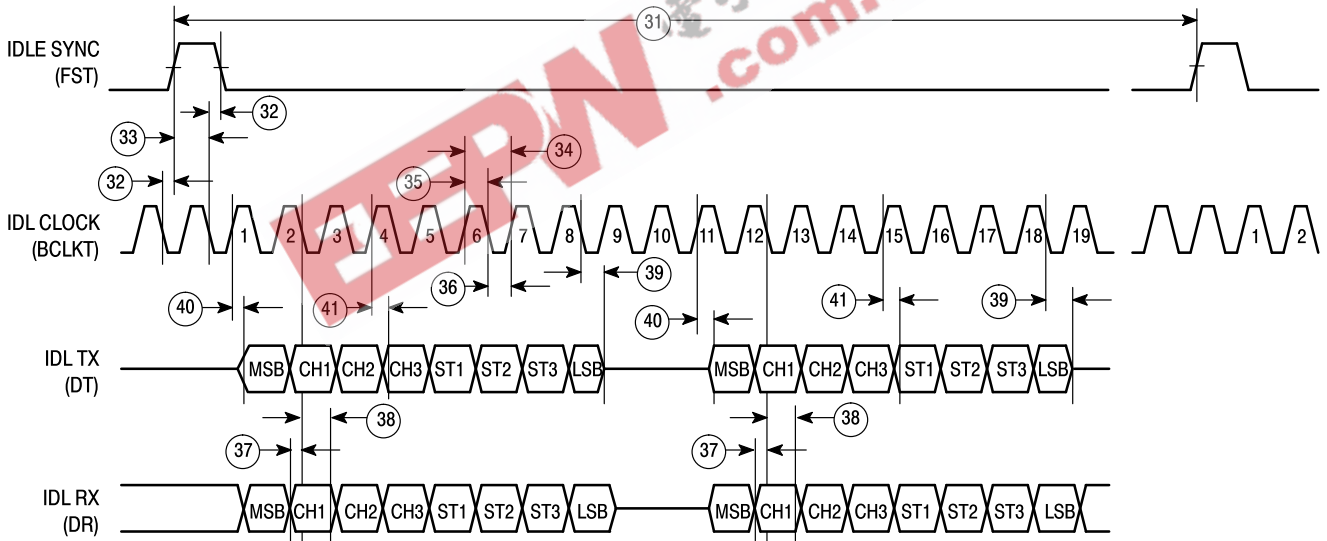 31
IDLE SYNC
(FST)
32
33
32
34
35
IDL CLOCK
(BCLKT)
1 2 3 4 5 6 7 8 9 10 11 12 13 14 15 16 17 18 19 1 2
36
39
40
41
40
41
39
IDL TX
(DT)
MSB CH1 CH2 CH3 ST1 ST2 ST3 LSB MSB CH1 CH2 CH3 ST1 ST2 ST3 LSB
38
38
37
37
IDL RX
(DR)
MSB CH1 CH2 CH3 ST1 ST2 ST3 LSB MSB CH1 CH2 CH3 ST1 ST2 ST3 LSB
EEPW
.com.